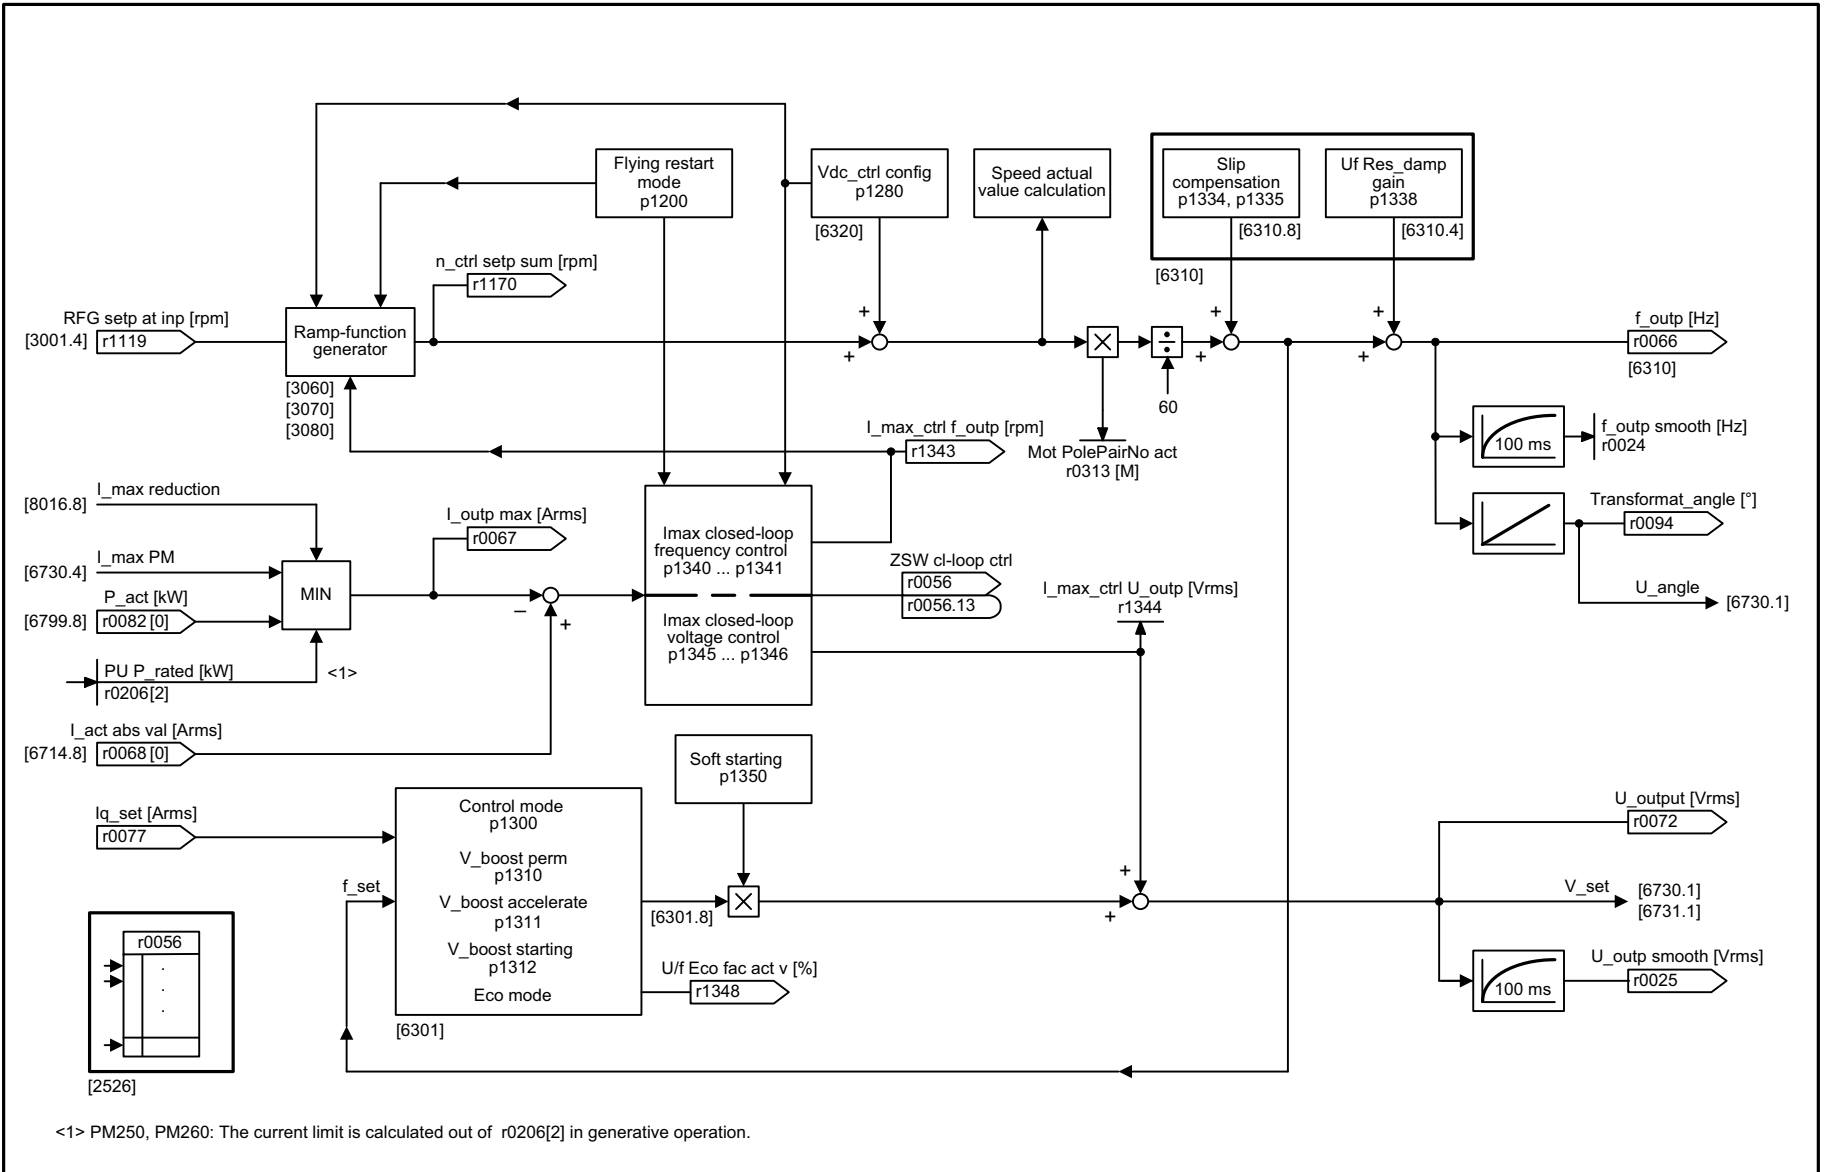 Flying restart
mode
p1200
Vdc_ctrl config
p1280
[6320]
Speed actual
value calculation
Slip
compensation
p1334, p1335
[6310.8]
Uf Res_damp
gain
p1338
[6310.4]
[6310]
n_ctrl setp sum [rpm]
r1170
RFG setp at inp [rpm]
[3001.4]
r1119
Ramp-function
generator
[3060]
[3070]
[3080]
+
+
+
+
+
+
60
Mot PolePairNo act
r0313 [M]
f_outp [Hz]
r0066
[6310]
100 ms
f_outp smooth [Hz]
r0024
Transformat_angle [°]
r0094
U_angle
[6730.1]
I_max_ctrl f_outp [rpm]
r1343
[8016.8]
I_max reduction
[6730.4]
I_max PM
P_act [kW]
[6799.8]
r0082 [0]
MIN
PU P_rated [kW]
r0206[2]
<1>
I_outp max [Arms]
r0067
–
+
I_act abs val [Arms]
[6714.8]
r0068 [0]
Imax closed-loop
frequency control
p1340 ... p1341
Imax closed-loop
voltage control
p1345 ... p1346
ZSW cl-loop ctrl
r0056
r0056.13
I_max_ctrl U_outp [Vrms]
r1344
Soft starting
p1350
Iq_set [Arms]
r0077
f_set
Control mode
p1300
V_boost perm
p1310
V_boost accelerate
p1311
V_boost starting
p1312
Eco mode
[6301]
[6301.8]
U/f Eco fac act v [%]
r1348
+
+
U_output [Vrms]
r0072
V_set
[6730.1]
[6731.1]
U_outp smooth [Vrms]
100 ms
r0025
r0056
.
.
.
[2526]
<1> PM250, PM260: The current limit is calculated out of r0206[2] in generative operation.